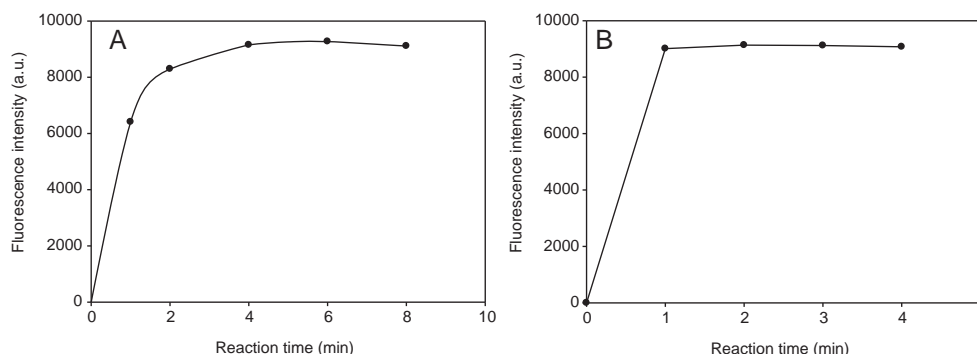 A
Fluorescence intensity (a.u.)
10000
8000
6000
4000
2000
0
0 2 4 6 8 10
Reaction time (min)
B
Fluorescence intensity (a.u.)
10000
8000
6000
4000
2000
0
0 1 2 3 4
Reaction time (min)